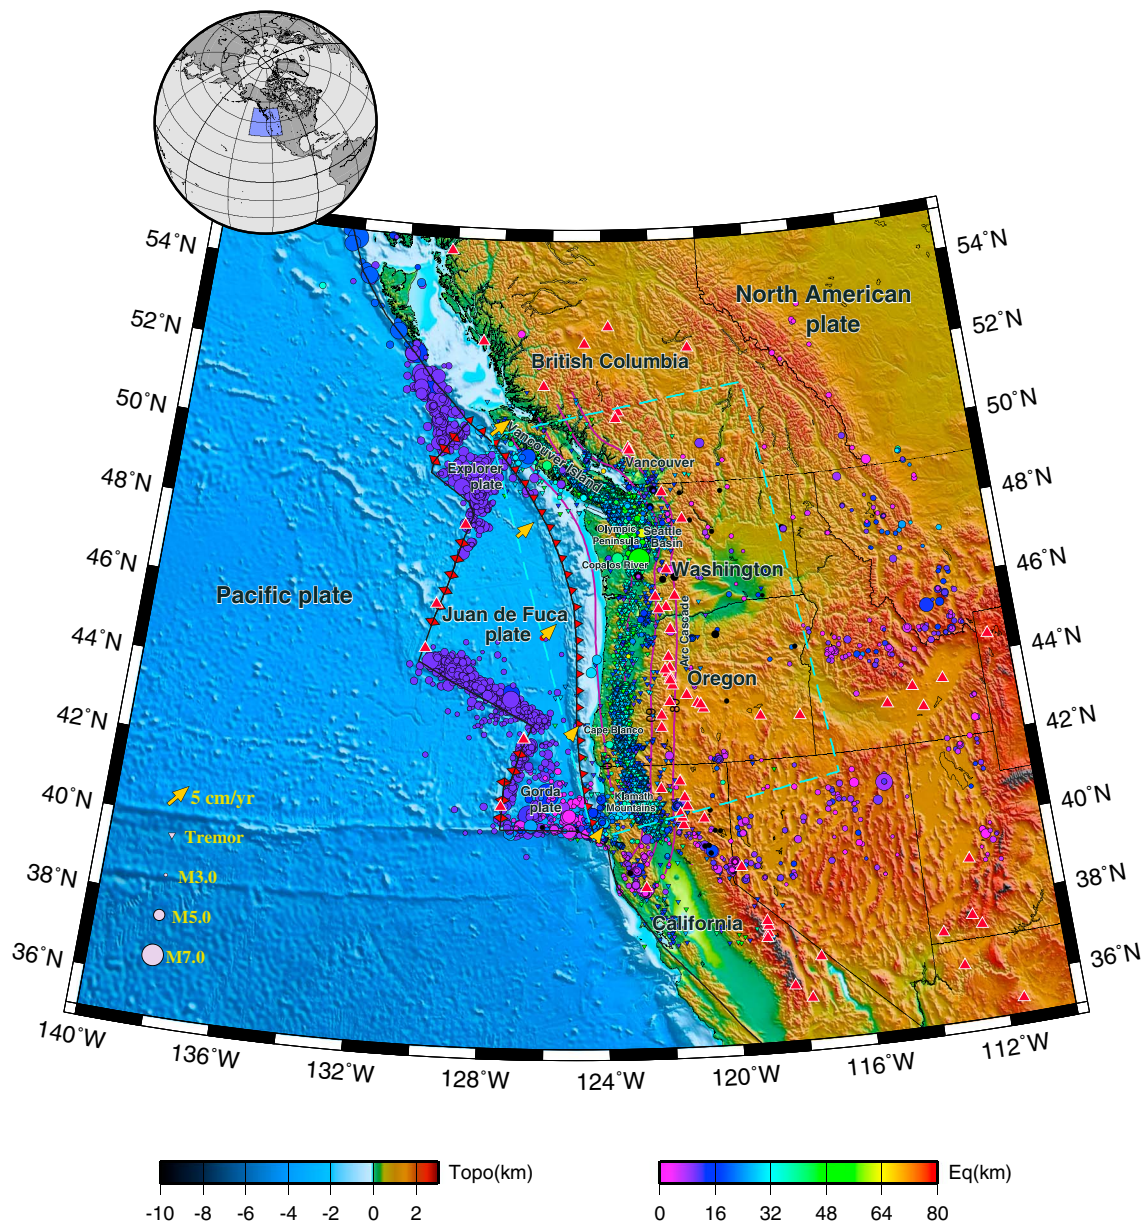 54°N
54°N
52°N
52°N
50°N
50°N
48°N
48°N
46°N
46°N
44°N
44°N
42°N
42°N
40°N
40°N
38°N
38°N
36°N
36°N
140°W
136°W
132°W
128°W
124°W
120°W
116°W
112°W
North American
plate
British Columbia
Vancouver Island
Vancouver
Explorer
plate
Olympic
Peninsula
Seattle
Basin
Copalos River
Washington
Pacific plate
Juan de Fuca
plate
Arc Cascade
Oregon
60
87
Cape Blanco
Gorda
plate
Klamath
Mountains
California
5 cm/yr
Tremor
M3.0
M5.0
M7.0
Topo(km)
-10 -8 -6 -4 -2 0 2
Eq(km)
0 16 32 48 64 80